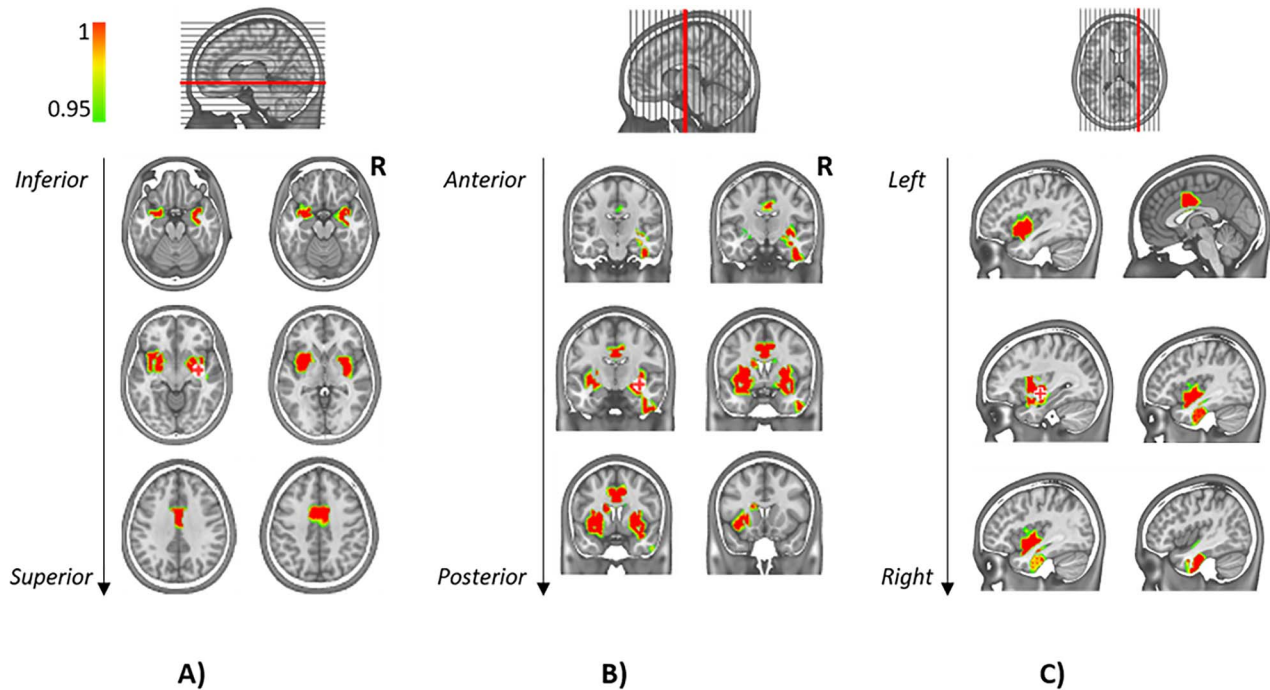 1
0.95
Inferior
R
Superior
A)
Anterior
R
Posterior
B)
Left
Right
C)